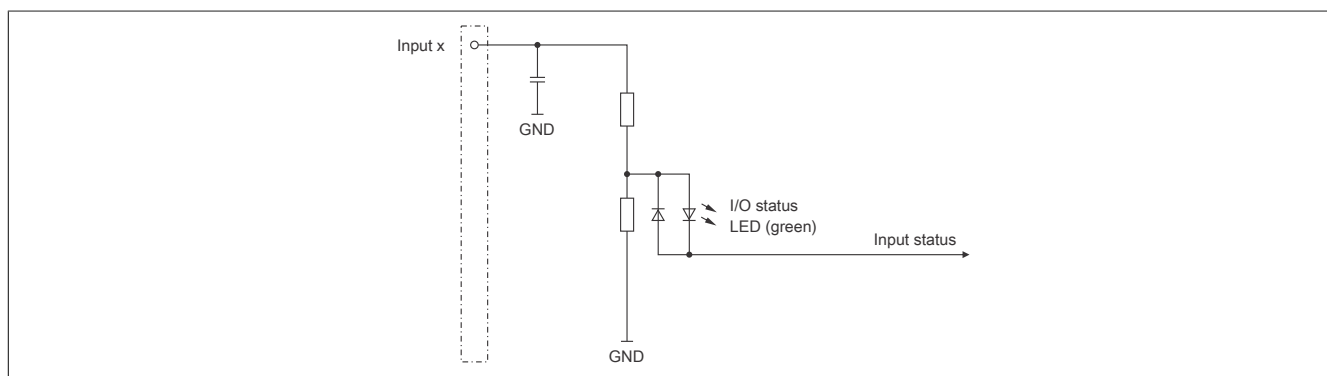 Input x
GND
I/O status
LED (green)
Input status
GND